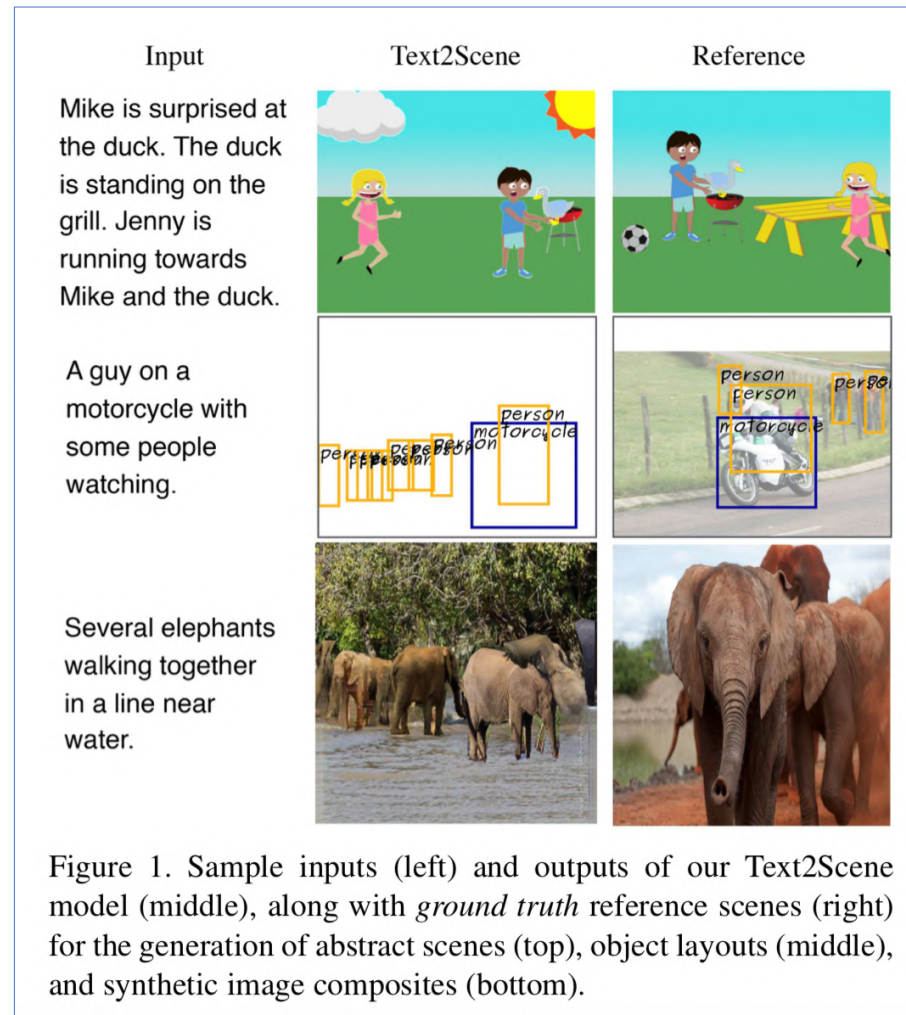 Input
Text2Scene
Reference
Mike is surprised at
the duck. The duck
is standing on the
grill. Jenny is
running towards
Mike and the duck.
A guy on a
motorcycle with
some people
watching.
person
motorcycle
person
person
person
motorcycle
person
Several elephants
walking together
in a line near
water.
Figure 1. Sample inputs (left) and outputs of our Text2Scene
model (middle), along with ground truth reference scenes (right)
for the generation of abstract scenes (top), object layouts (middle),
and synthetic image composites (bottom).